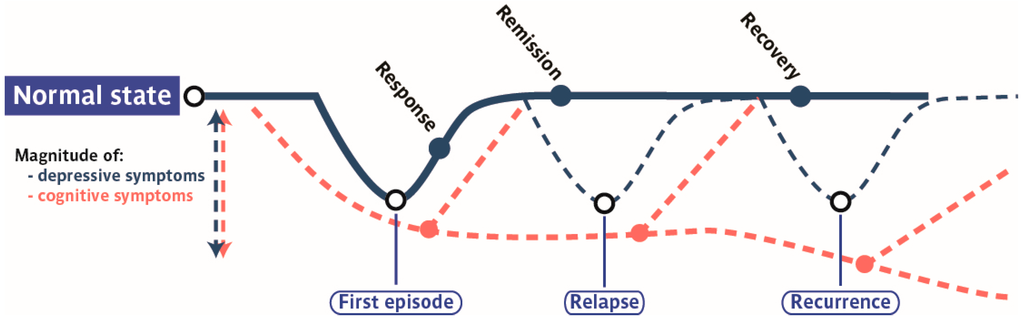 Remission
Recovery
Response
Normal state
Magnitude of:
- depressive symptoms
- cognitive symptoms
First episode
Relapse
Recurrence